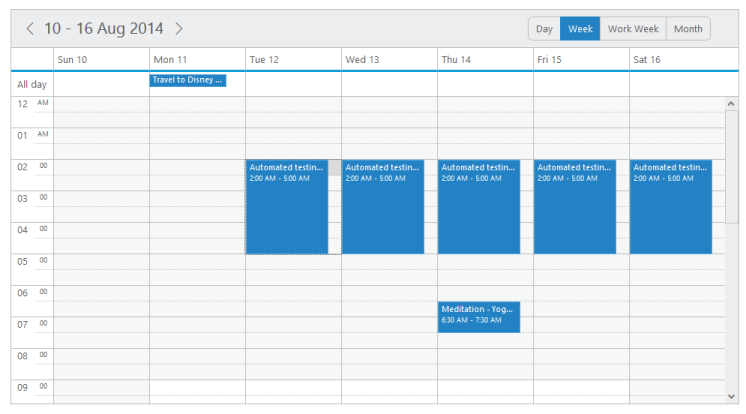 10 - 16 Aug 2014
Day Week Work Week Month
Sun 10 Mon 11 Tue 12 Wed 13 Thu 14 Fri 15 Sat 16
All day Travel to Disney ...
12 AM
01 AM
02 00 Automated testin... Automated testin... Automated testin... Automated testin... Automated testin...
2:00 AM - 5:00 AM 2:00 AM - 5:00 AM 2:00 AM - 5:00 AM 2:00 AM - 5:00 AM 2:00 AM - 5:00 AM
03 00
04 00
05 00
06 00
Meditation - Yog...
6:30 AM - 7:30 AM
07 00
08 00
09 00